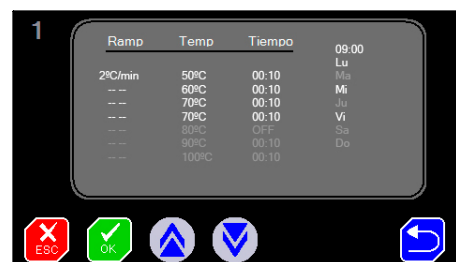 1
Ramp Temp Tiempo 09:00
Lu
2ºC/min 50ºC 00:10 Ma
-- -- 60ºC 00:10 Mi
-- -- 70ºC 00:10 Ju
-- -- 70ºC 00:10 Vi
-- -- 80ºC OFF Sa
-- -- 90ºC 00:10 Do
-- -- 100ºC 00:10
ESC OK